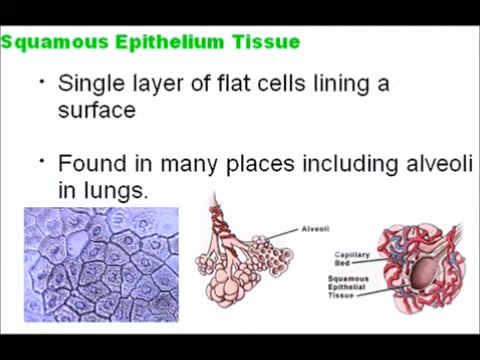 Squamous Epithelium Tissue
• Single layer of flat cells lining a
surface
• Found in many places including alveoli
in lungs.
Alveoli
Capillary
Bed
Squamous
Epithelial
Tissue